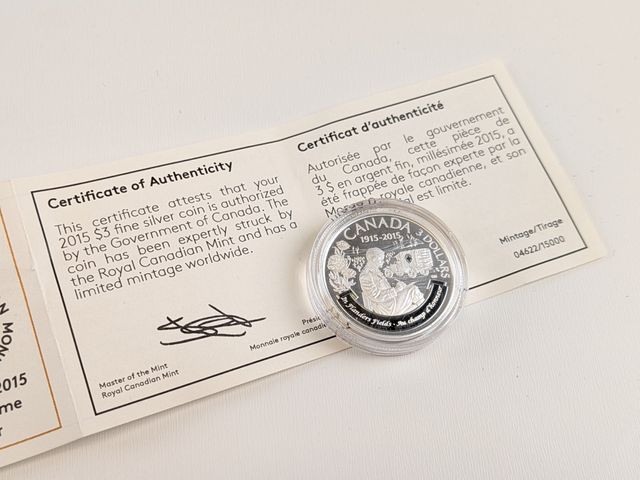 Certificate of Authenticity
This certificate attests that your
2015 $3 fine silver coin is authorized
by the Government of Canada. The
coin has been expertly struck by
the Royal Canadian Mint and has a
limited mintage worldwide.
Master of the Mint
Royal Canadian Mint
Monnaie royale
Certificat d'authenticité
Autorisée par le gouvernement
du Canada, cette pièce de
3 $ en argent fin, millésimée 2015, a
été frappée de façon experte par la
royale canadienne, et son
est limité.
Mintage/Tirage
04622/15000
CANADA
3 DOLLARS
1915-2015
In Flanders Fields · Au champ d'honneur
2015